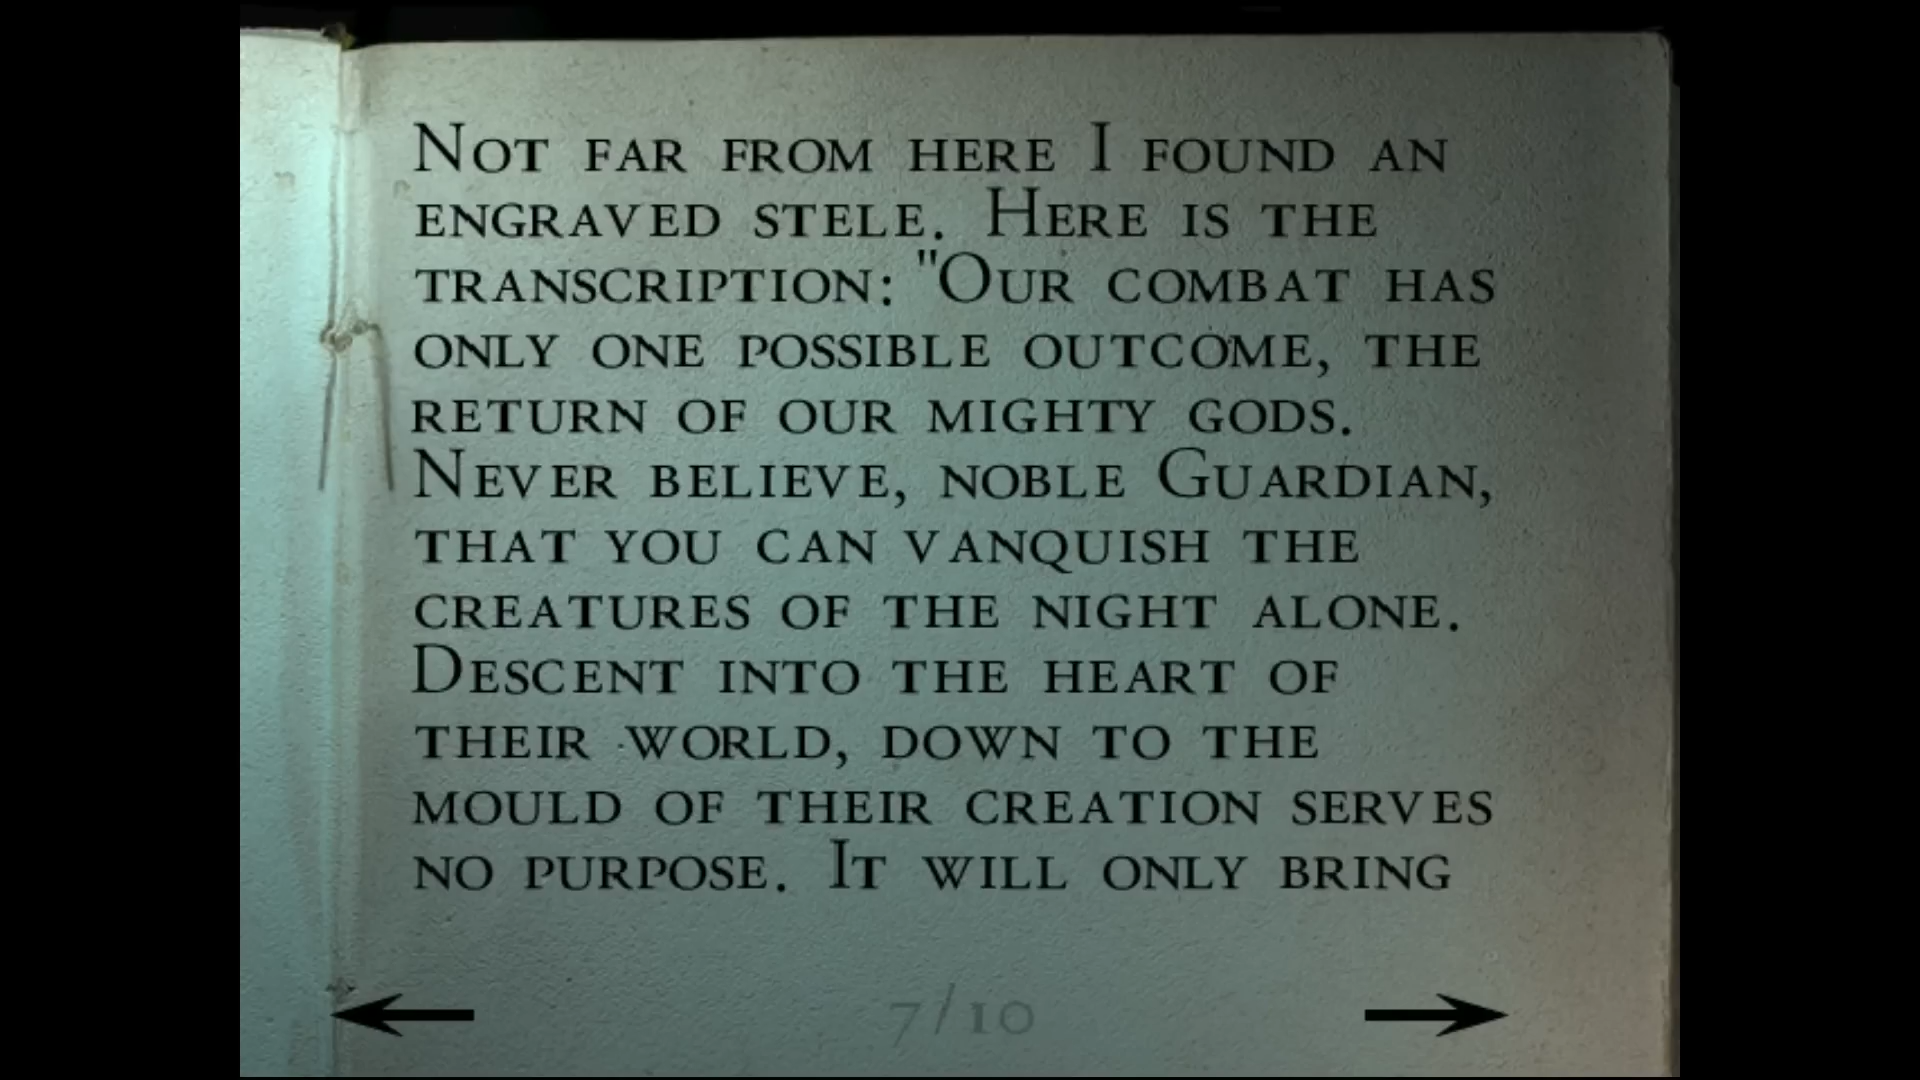 Not far from here I found an
engraved stele. Here is the
transcription: "Our combat has
only one possible outcome, the
return of our mighty gods.
Never believe, noble Guardian,
that you can vanquish the
creatures of the night alone.
Descent into the heart of
their world, down to the
mould of their creation serves
no purpose. It will only bring
7/10